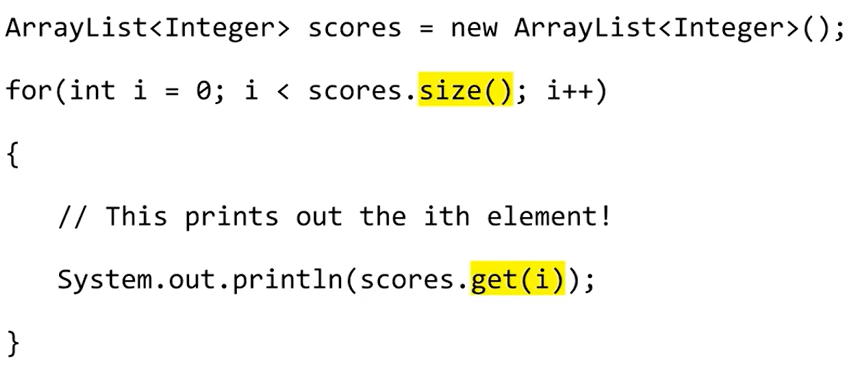 ArrayList<Integer> scores = new ArrayList<Integer>();
for(int i = 0; i < scores.size(); i++)
{
// This prints out the ith element!
System.out.println(scores.get(i));
}